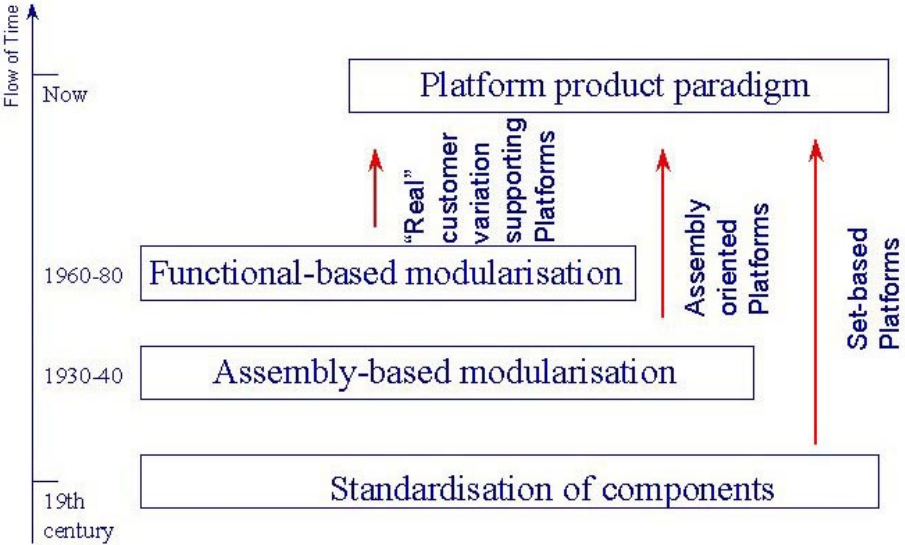 Flow of Time
Now
Platform product paradigm
“Real”
customer
variation
supporting
Platforms
Assembly
oriented
Platforms
Set-based
Platforms
1960-80
Functional-based modularisation
1930-40
Assembly-based modularisation
19th
century
Standardisation of components